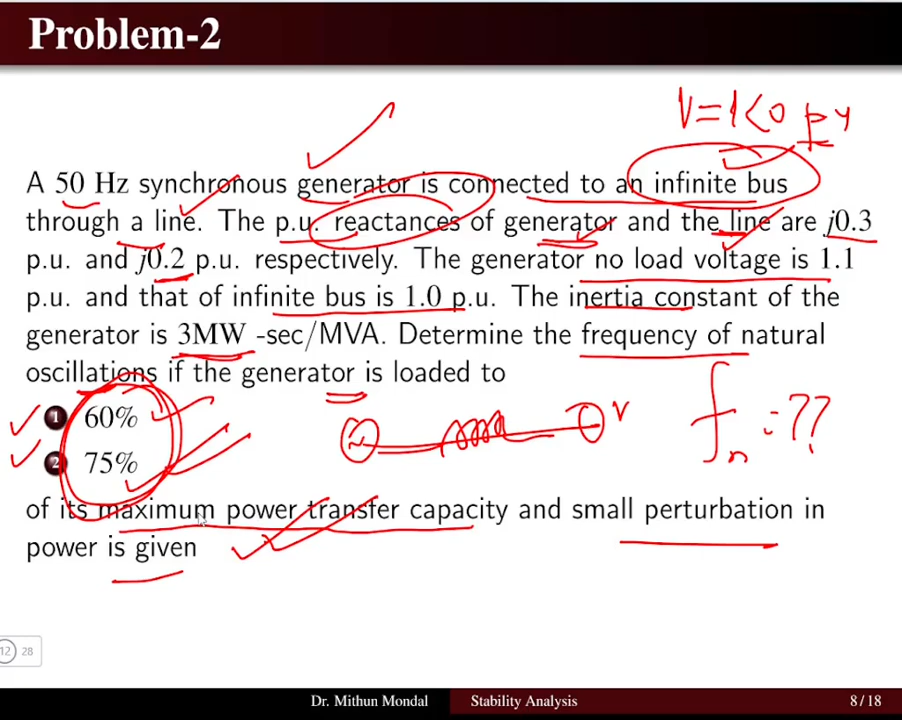 Problem-2
V=1<0 pu
A 50 Hz synchronous generator is connected to an infinite bus
through a line. The p.u. reactances of generator and the line are j0.3
p.u. and j0.2 p.u. respectively. The generator no load voltage is 1.1
p.u. and that of infinite bus is 1.0 p.u. The inertia constant of the
generator is 3MW -sec/MVA. Determine the frequency of natural
oscillations if the generator is loaded to
1 60%
V
fn :??
2 75%
of its maximum power transfer capacity and small perturbation in
power is given
12 28
Dr. Mithun Mondal Stability Analysis 8/18